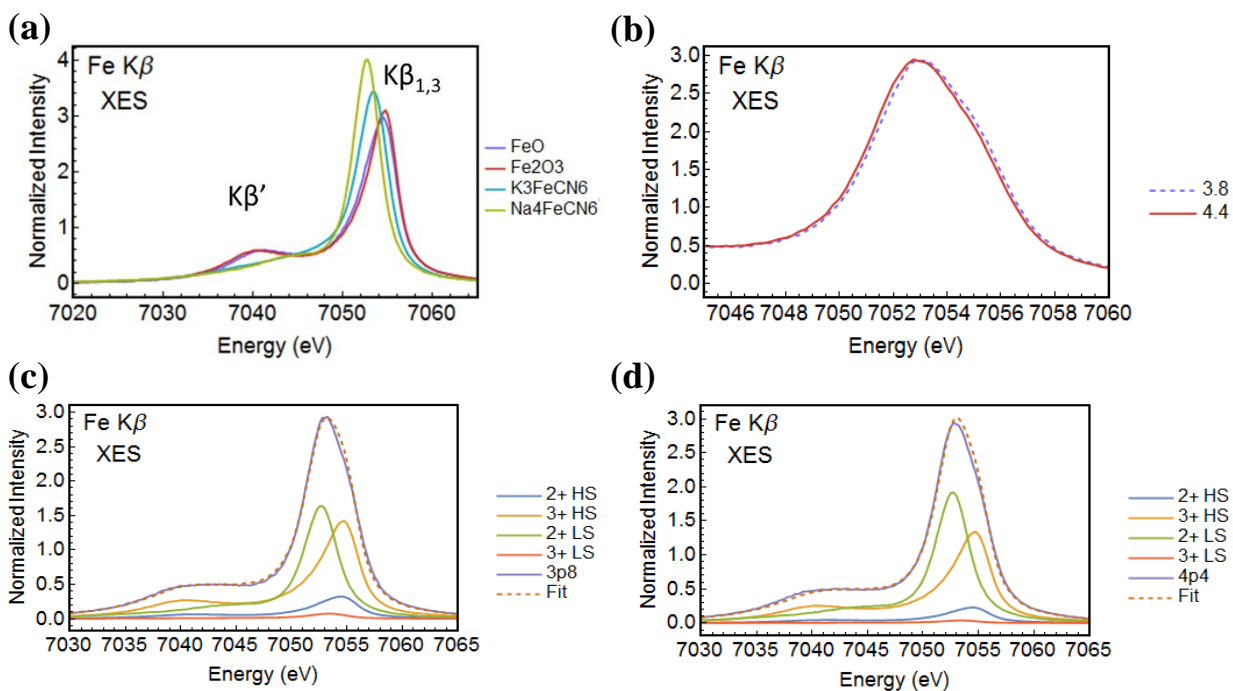 (a)
Fe Kβ
XES
Kβ1,3
Kβ'
Normalized Intensity
4
3
2
1
0
7020 7030 7040 7050 7060
Energy (eV)
FeO
Fe2O3
K3FeCN6
Na4FeCN6
(b)
Fe Kβ
XES
Normalized Intensity
3.0
2.5
2.0
1.5
1.0
0.5
0.0
7046 7048 7050 7052 7054 7056 7058 7060
Energy (eV)
3.8
4.4
(c)
Fe Kβ
XES
Normalized Intensity
3.0
2.5
2.0
1.5
1.0
0.5
0.0
7030 7035 7040 7045 7050 7055 7060 7065
Energy (eV)
2+ HS
3+ HS
2+ LS
3+ LS
3p8
Fit
(d)
Fe Kβ
XES
Normalized Intensity
3.0
2.5
2.0
1.5
1.0
0.5
0.0
7030 7035 7040 7045 7050 7055 7060 7065
Energy (eV)
2+ HS
3+ HS
2+ LS
3+ LS
4p4
Fit